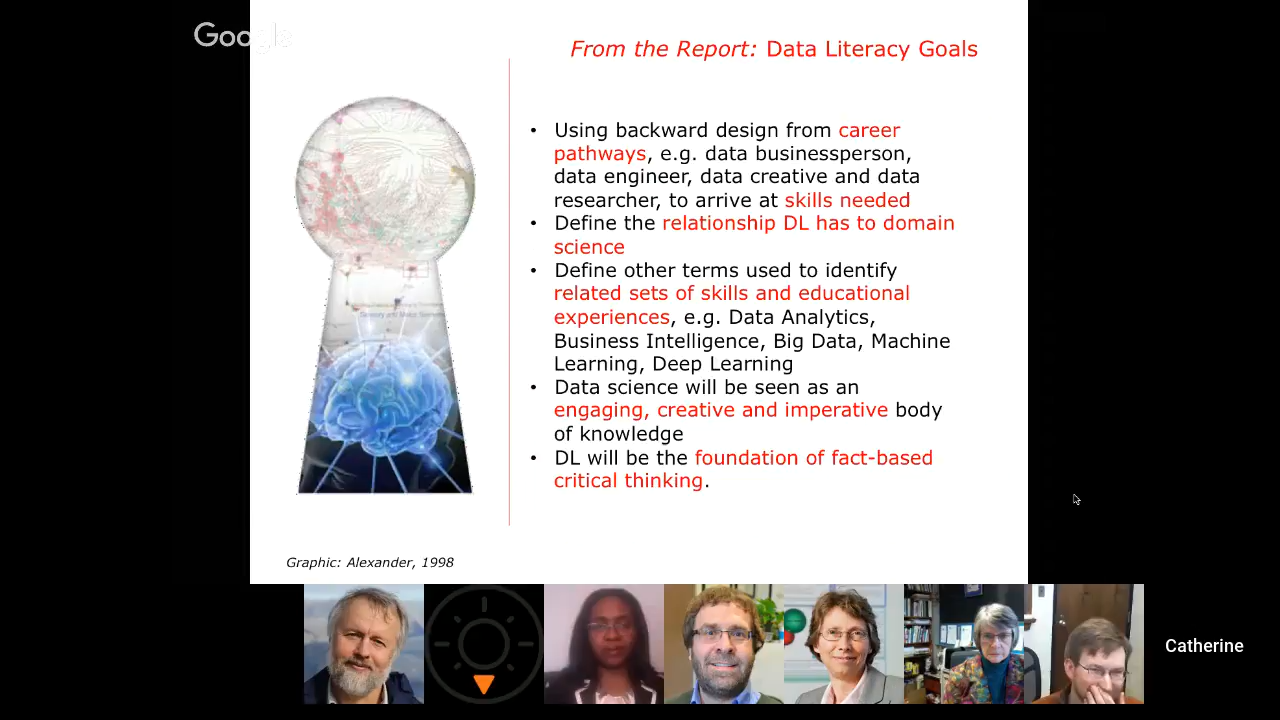 Google
From the Report: Data Literacy Goals
• Using backward design from career
pathways, e.g. data businessperson,
data engineer, data creative and data
researcher, to arrive at skills needed
• Define the relationship DL has to domain
science
• Define other terms used to identify
related sets of skills and educational
experiences, e.g. Data Analytics,
Business Intelligence, Big Data, Machine
Learning, Deep Learning
• Data science will be seen as an
engaging, creative and imperative body
of knowledge
• DL will be the foundation of fact-based
critical thinking.
Graphic: Alexander, 1998
Catherine